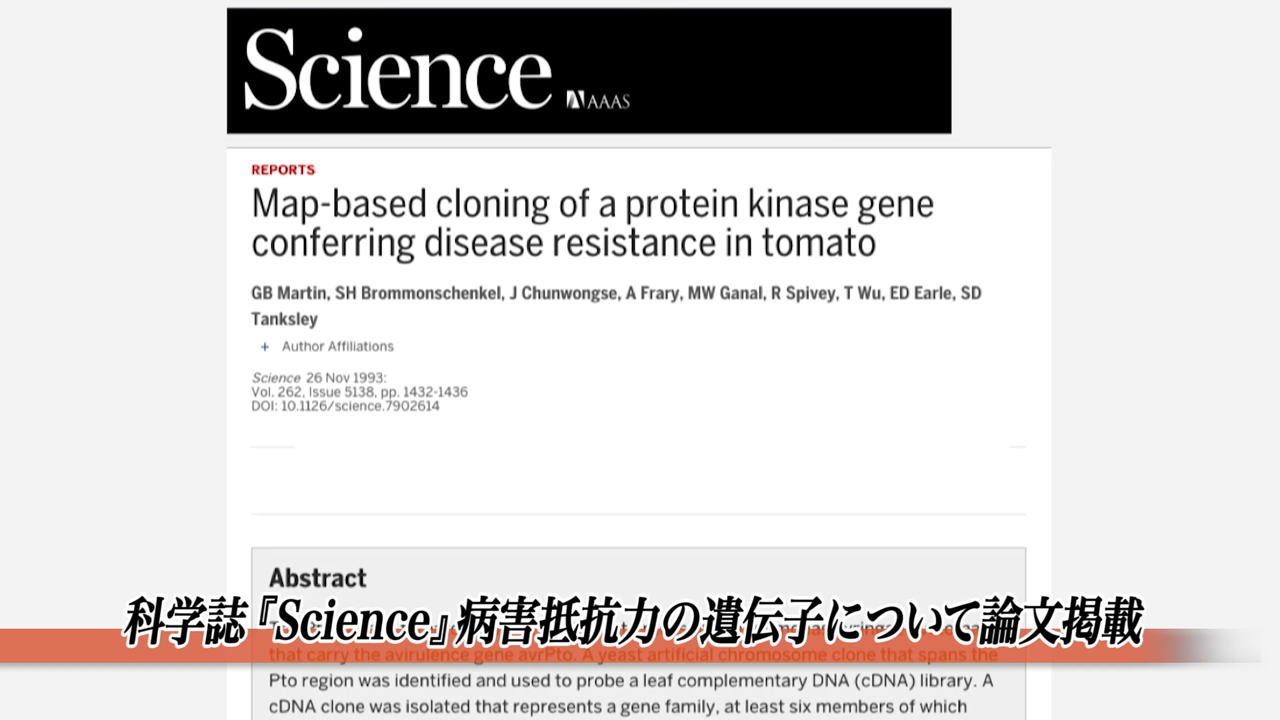 Science AAAS
REPORTS
Map-based cloning of a protein kinase gene
conferring disease resistance in tomato
GB Martin, SH Brommonschenkel, J Chunwongse, A Frary, MW Ganal, R Spivey, T Wu, ED Earle, SD
Tanksley
+ Author Affiliations
Science 26 Nov 1993:
Vol. 262, Issue 5138, pp. 1432-1436
DOI: 10.1126/science.7902614
Abstract
科学誌『Science』病害抵抗力の遺伝子について論文掲載
that carry the avirulence gene avrPto. A yeast artificial chromosome clone that spans the
Pto region was identified and used to probe a leaf complementary DNA (cDNA) library. A
cDNA clone was isolated that represents a gene family, at least six members of which